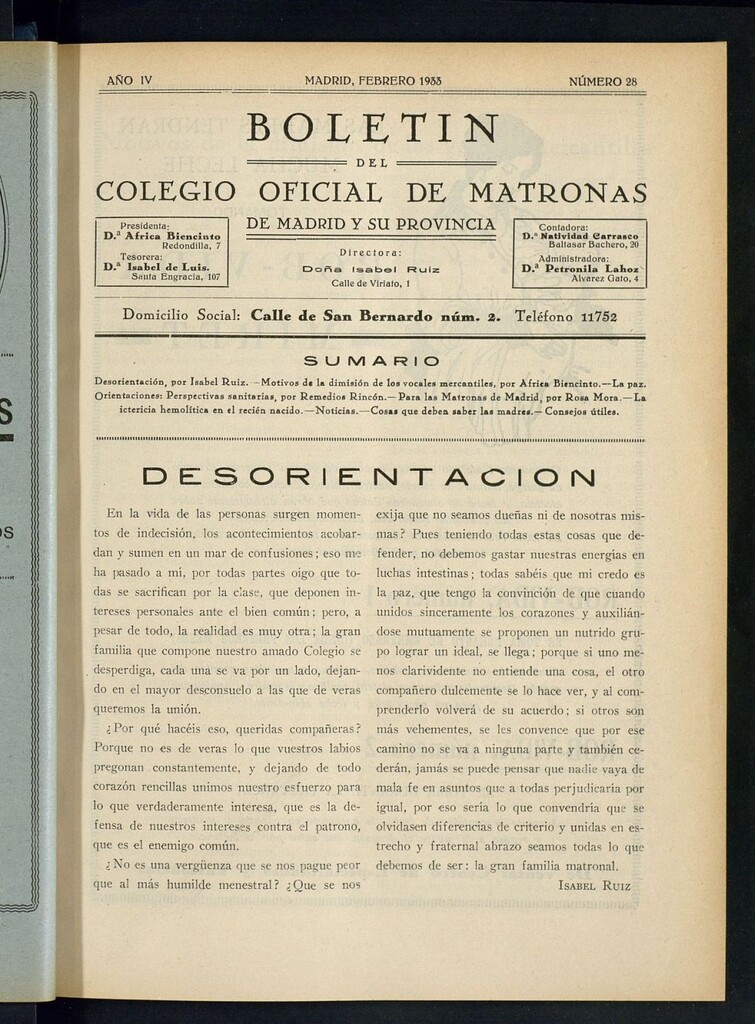 AÑO IV
MADRID, FEBRERO 1933
NÚMERO 28
BOLETIN
DEL
COLEGIO OFICIAL DE MATRONAS
DE MADRID Y SU PROVINCIA
Presidenta:
D.ª Africa Biencinto
Redondilla, 7
Tesorera:
D.ª Isabel de Luis.
Santa Engracia, 107
Directora:
Doña Isabel Ruiz
Calle de Viriato, 1
Contadora:
D.ª Natividad Carrasco
Baltasar Bachero, 20
Administradora:
D.ª Petronila Lahoz
Alvarez Gato, 4
Domicilio Social: Calle de San Bernardo núm. 2. Teléfono 11752
SUMARIO
Desorientación, por Isabel Ruiz.—Motivos de la dimisión de los vocales mercantiles, por Africa Biencinto.—La paz.
Orientaciones: Perspectivas sanitarias, por Remedios Rincón.—Para las Matronas de Madrid, por Rosa Mora.—La
ictericia hemolítica en el recién nacido.—Noticias.—Cosas que deben saber las madres.—Consejos útiles.
DESORIENTACION
En la vida de las personas surgen momen-
tos de indecisión, los acontecimientos acobar-
dan y sumen en un mar de confusiones; eso me
ha pasado a mí, por todas partes oigo que to-
das se sacrifican por la clase, que deponen in-
tereses personales ante el bien común; pero, a
pesar de todo, la realidad es muy otra; la gran
familia que compone nuestro amado Colegio se
desperdiga, cada una se va por un lado, dejan-
do en el mayor desconsuelo a las que de veras
queremos la unión.
¿Por qué hacéis eso, queridas compañeras?
Porque no es de veras lo que vuestros labios
pregonan constantemente, y dejando de todo
corazón rencillas unimos nuestro esfuerzo para
lo que verdaderamente interesa, que es la de-
fensa de nuestros intereses contra el patrono,
que es el enemigo común.
¿No es una vergüenza que se nos pague peor
que al más humilde menestral? ¿Que se nos
exija que no seamos dueñas ni de nosotras mis-
mas? Pues teniendo todas estas cosas que de-
fender, no debemos gastar nuestras energías en
luchas intestinas; todas sabéis que mi credo es
la paz, que tengo la convicción de que cuando
unidos sinceramente los corazones y auxilián-
dose mutuamente se proponen un nutrido gru-
po lograr un ideal, se llega; porque si uno me-
nos clarividente no entiende una cosa, el otro
compañero dulcemente se lo hace ver, y al com-
prenderlo volverá de su acuerdo; si otros son
más vehementes, se les convence que por ese
camino no se va a ninguna parte y también ce-
derán, jamás se puede pensar que nadie vaya de
mala fe en asuntos que a todas perjudicaría por
igual, por eso sería lo que convendría que se
olvidasen diferencias de criterio y unidas en es-
trecho y fraternal abrazo seamos todas lo que
debemos de ser: la gran familia matronal.
ISABEL RUIZ